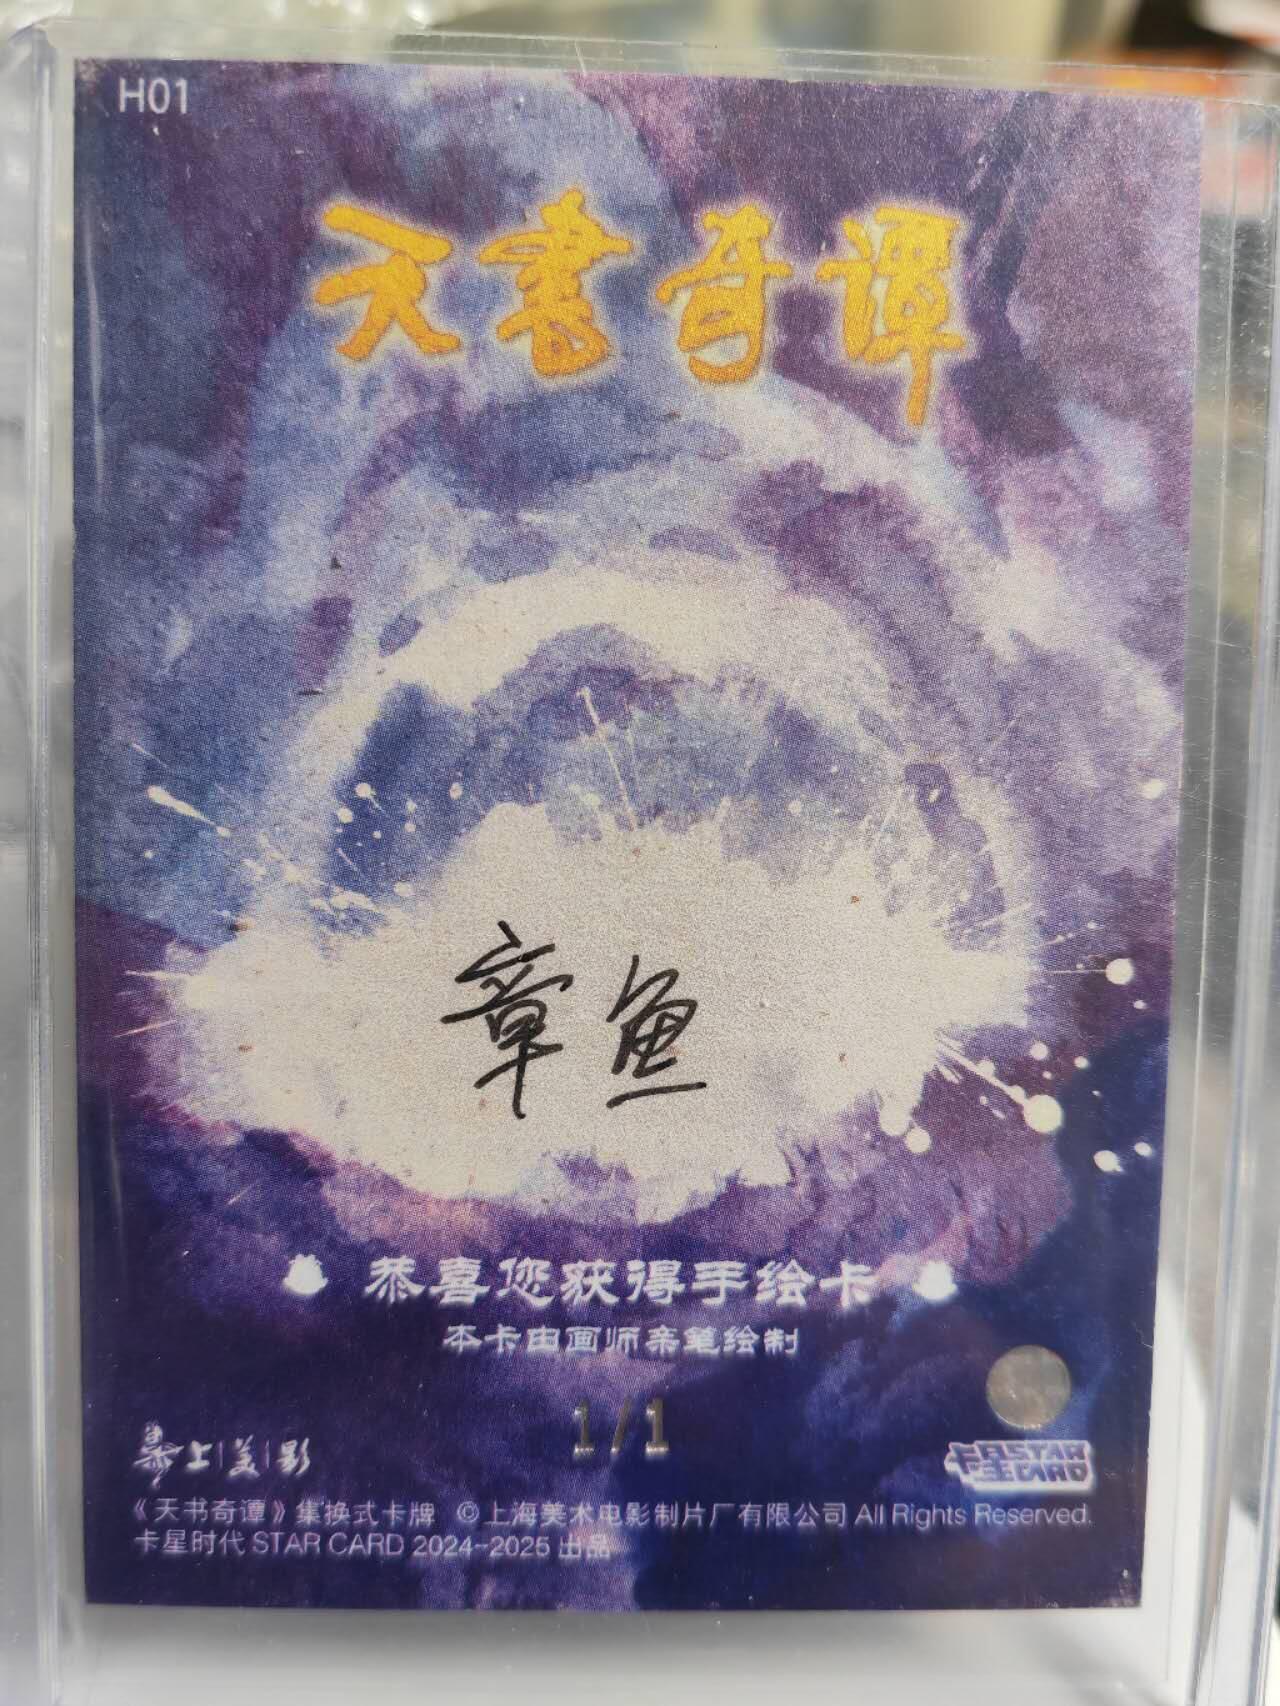 H01
天書奇譚
章鱼
恭喜您获得手绘卡
本卡由画师亲笔绘制
1/1
上美影
卡星 STAR CARD
《天书奇谭》集换式卡牌 ©上海美术电影制片厂有限公司 All Rights Reserved.
卡星时代 STAR CARD 2024--2025 出品